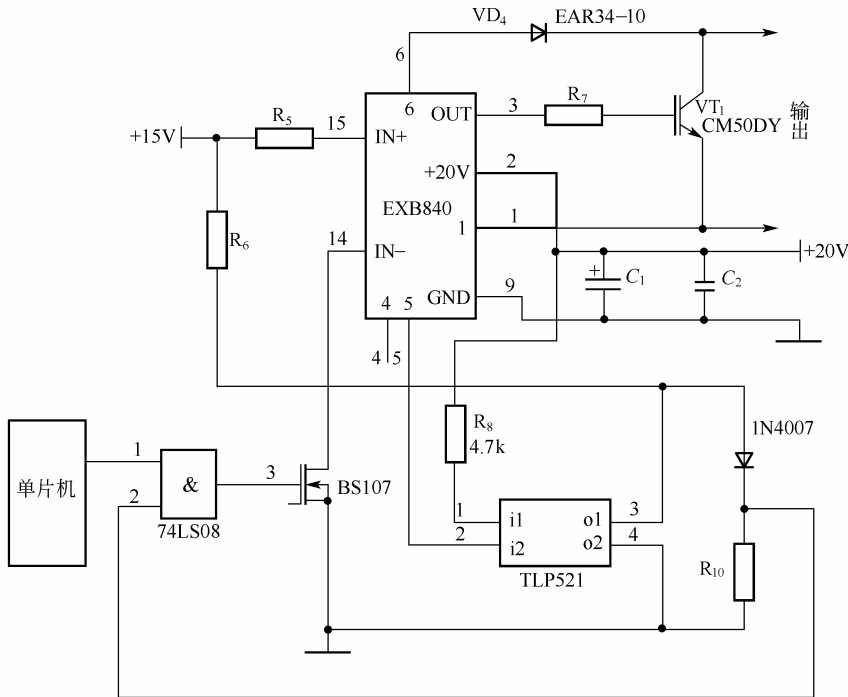 VD₄
EAR34-10
6
6
+15V
R₅
15
IN+
OUT
3
R₇
VT₁
CM50DY
输出
+20V
2
EXB840
R₆
14
IN-
1
1
+20V
GND
9
+
C₁
C₂
4
5
4
5
R₈
4.7k
1N4007
单片机
1
2
&
74LS08
3
BS107
1
2
i1
i2
o1
o2
3
4
TLP521
R₁₀